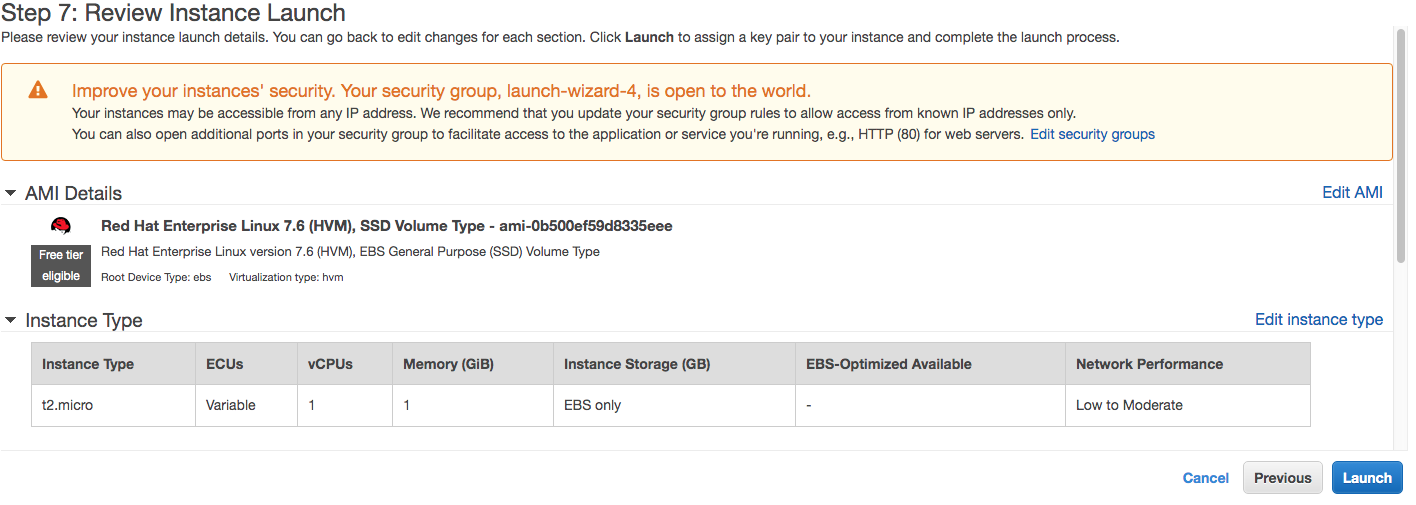 Step 7: Review Instance Launch
Please review your instance launch details. You can go back to edit changes for each section. Click Launch to assign a key pair to your instance and complete the launch process.
Improve your instances' security. Your security group, launch-wizard-4, is open to the world.
Your instances may be accessible from any IP address. We recommend that you update your security group rules to allow access from known IP addresses only.
You can also open additional ports in your security group to facilitate access to the application or service you're running, e.g., HTTP (80) for web servers. Edit security groups
AMI Details Edit AMI
Red Hat Enterprise Linux 7.6 (HVM), SSD Volume Type - ami-0b500ef59d8335eee
Free tier eligible
Red Hat Enterprise Linux version 7.6 (HVM), EBS General Purpose (SSD) Volume Type
Root Device Type: ebs Virtualization type: hvm
Instance Type Edit instance type
Instance Type ECUs vCPUs Memory (GiB) Instance Storage (GB) EBS-Optimized Available Network Performance
t2.micro Variable 1 1 EBS only - Low to Moderate
Cancel Previous Launch